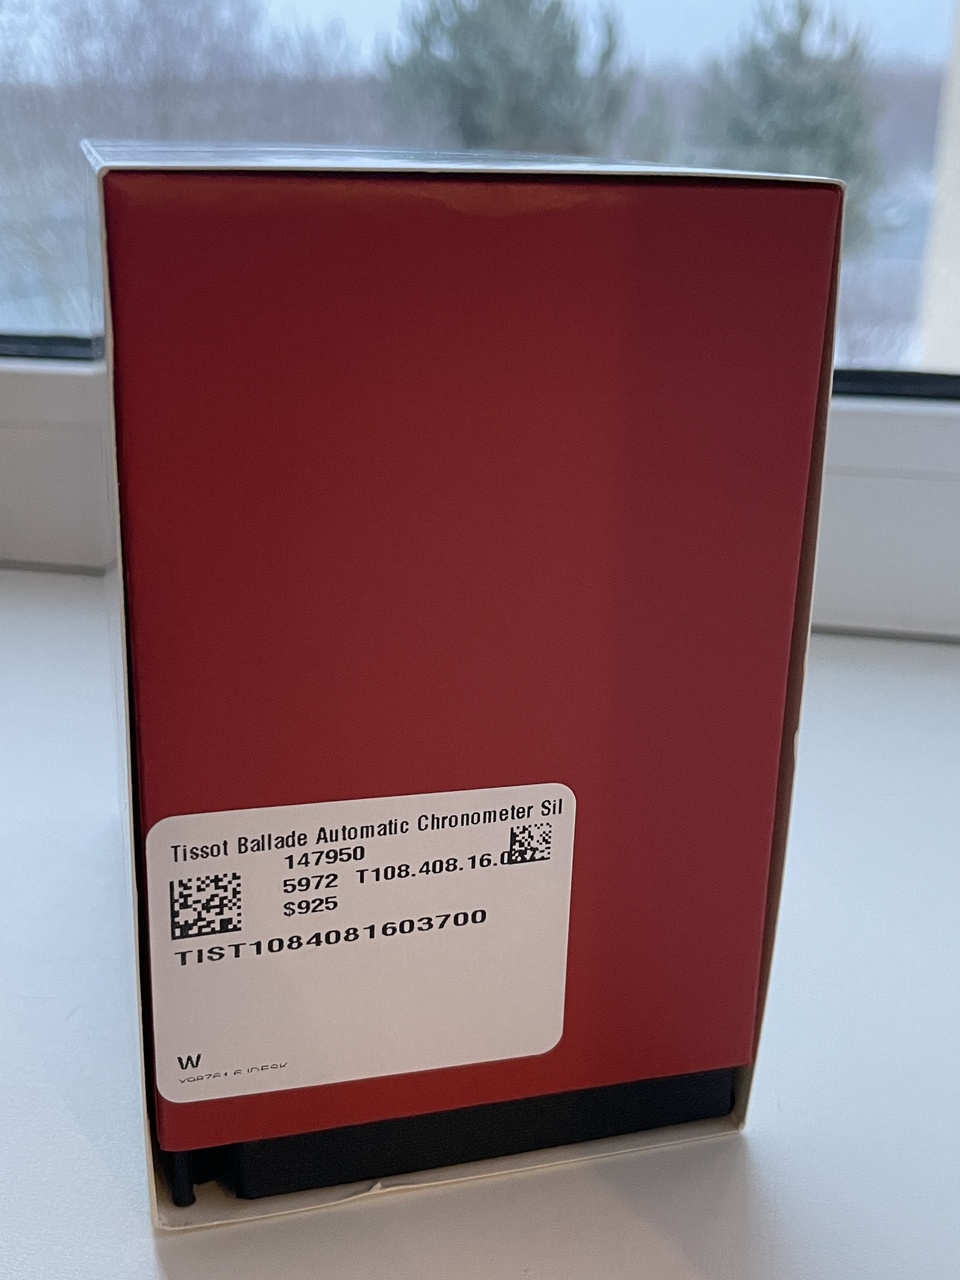 Tissot Ballade Automatic Chronometer Sil
147950
5972 T108.408.16.0
$925
TIST1084081603700
W